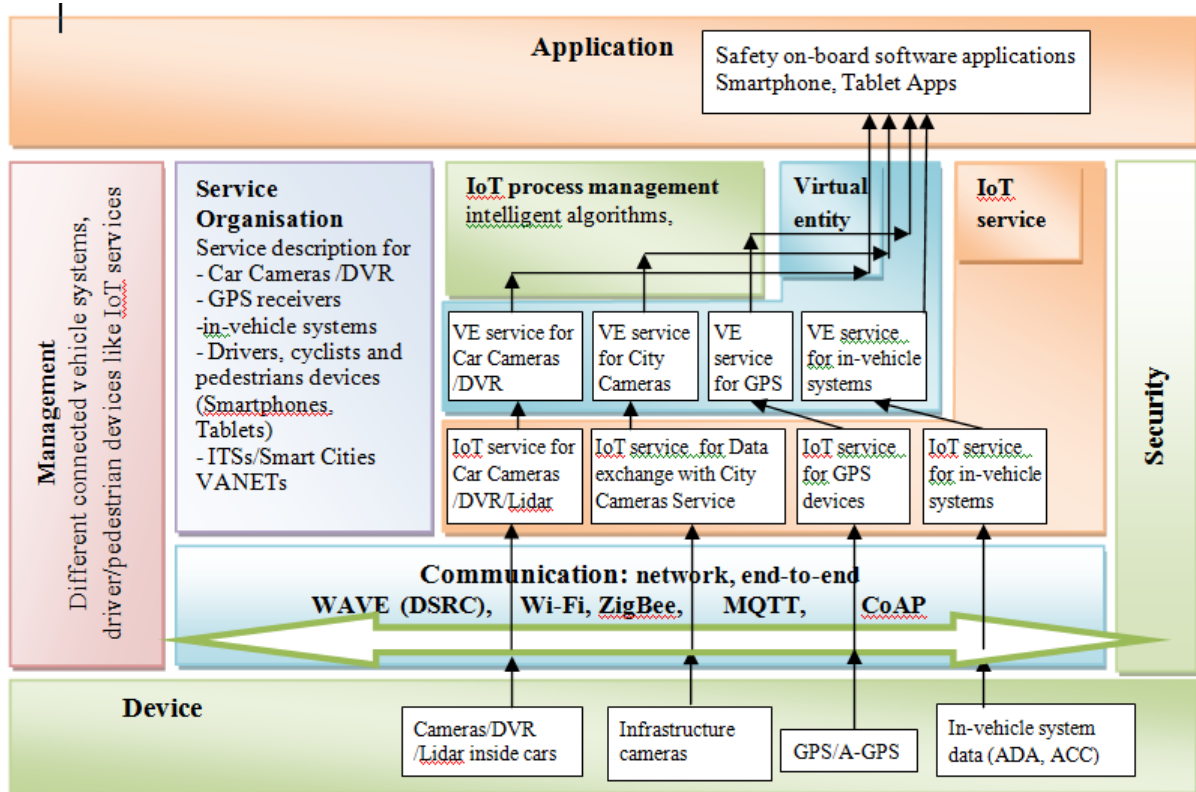 Application
Safety on-board software applications
Smartphone, Tablet Apps
Management
Different connected vehicle systems,
driver/pedestrian devices like IoT services
Service
Organisation
Service description for
- Car Cameras /DVR
- GPS receivers
-in-vehicle systems
- Drivers, cyclists and
pedestrians devices
(Smartphones,
Tablets)
- ITSs/Smart Cities
VANETs
IoT process management
intelligent algorithms,
Virtual
entity
IoT
service
Security
VE service for
Car Cameras
/DVR
VE service
for City
Cameras
VE
service
for GPS
VE service
for in-vehicle
systems
IoT service for
Car Cameras
/DVR/Lidar
IoT service for Data
exchange with City
Cameras Service
IoT service
for GPS
devices
IoT service
for in-vehicle
systems
Communication: network, end-to-end
WAVE (DSRC), Wi-Fi, ZigBee, MQTT, CoAP
Device
Cameras/DVR
/Lidar inside cars
Infrastructure
cameras
GPS/A-GPS
In-vehicle system
data (ADA, ACC)